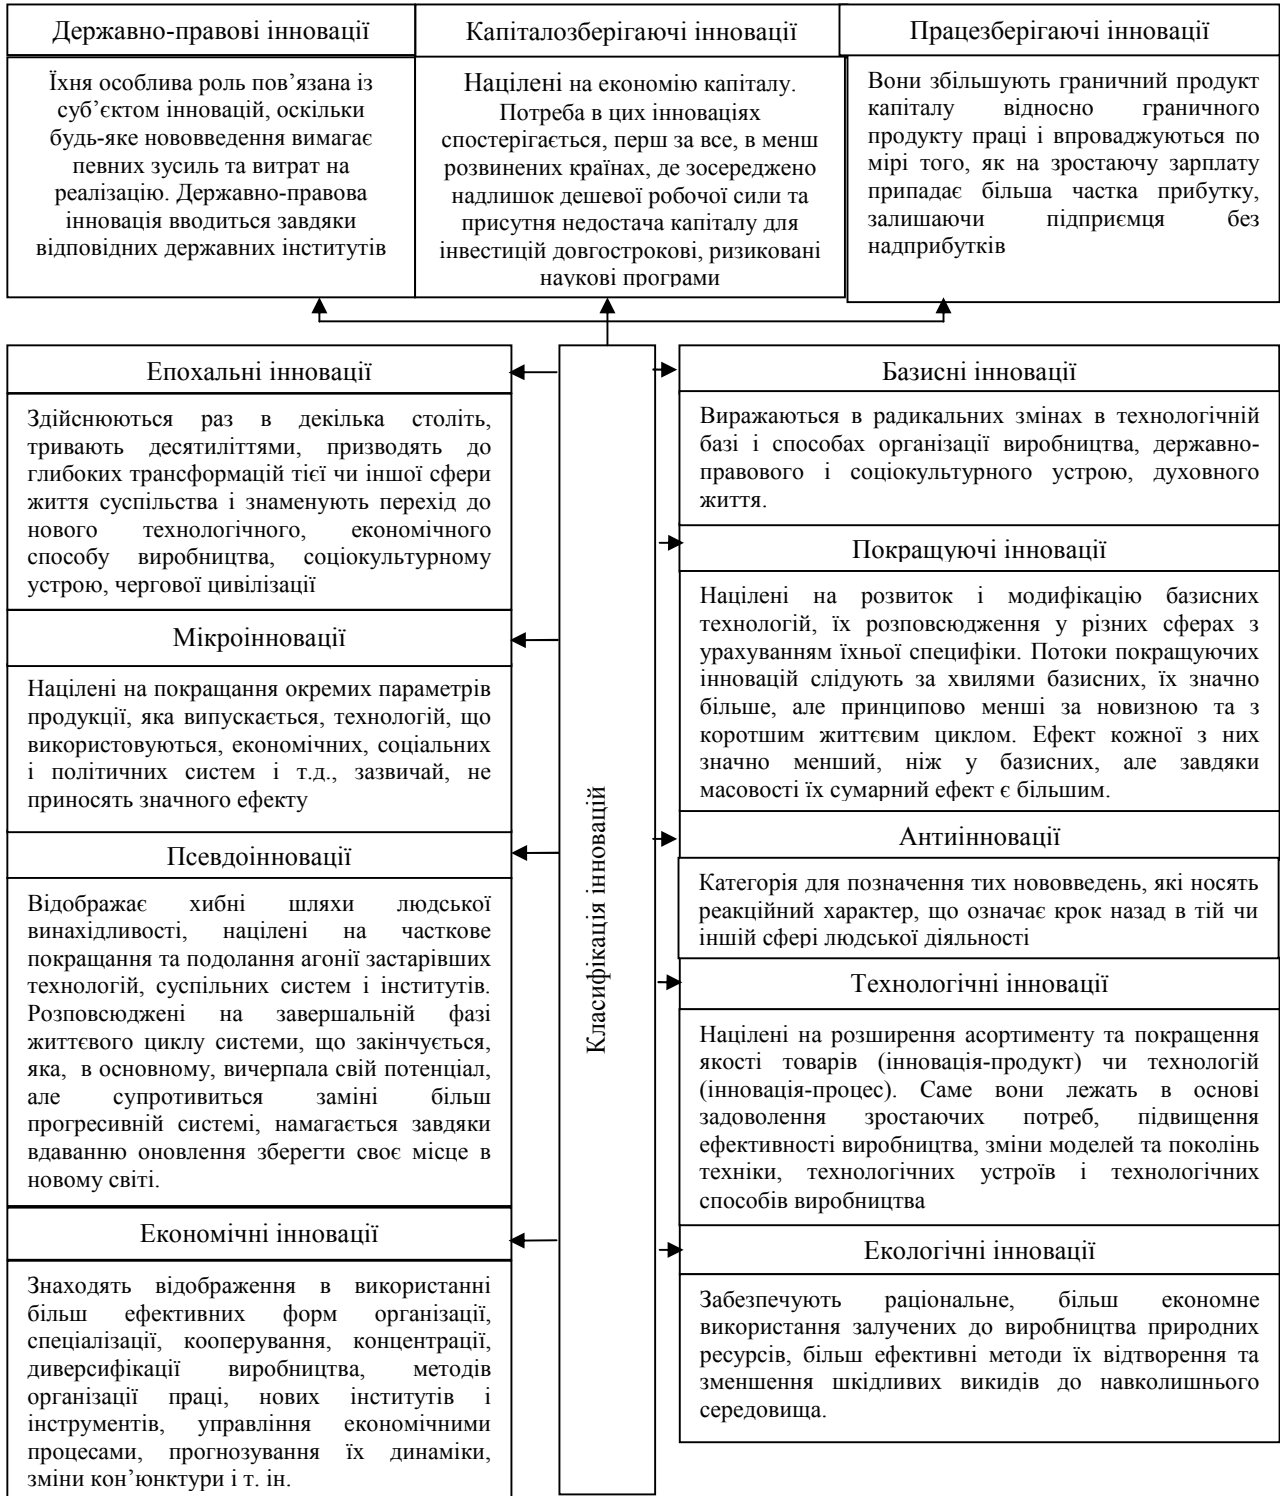 Державно-правові інновації
Їхня особлива роль пов’язана із
суб’єктом інновацій, оскільки
будь-яке нововведення вимагає
певних зусиль та витрат на
реалізацію. Державно-правова
інновація вводиться завдяки
відповідних державних інститутів
Капіталозберігаючі інновації
Націлені на економію капіталу.
Потреба в цих інноваціях
спостерігається, перш за все, в менш
розвинених країнах, де зосереджено
надлишок дешевої робочої сили та
присутня недостача капіталу для
інвестицій довгострокові, ризиковані
наукові програми
Працезберігаючі інновації
Вони збільшують граничний продукт
капіталу відносно граничного
продукту праці і впроваджуються по
мірі того, як на зростаючу зарплату
припадає більша частка прибутку,
залишаючи підприємця без
надприбутків
Епохальні інновації
Здійснюються раз в декілька століть,
тривають десятиліттями, призводять до
глибоких трансформацій тієї чи іншої сфери
життя суспільства і знаменують перехід до
нового технологічного, економічного
способу виробництва, соціокультурному
устрою, чергової цивілізації
Мікроінновації
Націлені на покращання окремих параметрів
продукції, яка випускається, технологій, що
використовуються, економічних, соціальних
і політичних систем і т.д., зазвичай, не
приносять значного ефекту
Псевдоінновації
Відображає хибні шляхи людської
винахідливості, націлені на часткове
покращання та подолання агонії застарівших
технологій, суспільних систем і інститутів.
Розповсюджені на завершальній фазі
життєвого циклу системи, що закінчується,
яка, в основному, вичерпала свій потенціал,
але супротивиться заміні більш
прогресивній системі, намагається завдяки
вдаванню оновлення зберегти своє місце в
новому світі.
Економічні інновації
Знаходять відображення в використанні
більш ефективних форм організації,
спеціалізації, кооперування, концентрації,
диверсифікації виробництва, методів
організації праці, нових інститутів і
інструментів, управління економічними
процесами, прогнозування їх динаміки,
зміни кон’юнктури і т. ін.
Класифікація інновацій
Базисні інновації
Виражаються в радикальних змінах в технологічній
базі і способах організації виробництва, державно-
правового і соціокультурного устрою, духовного
життя.
Покращуючі інновації
Націлені на розвиток і модифікацію базисних
технологій, їх розповсюдження у різних сферах з
урахуванням їхньої специфіки. Потоки покращуючих
інновацій слідують за хвилями базисних, їх значно
більше, але принципово менші за новизною та з
коротшим життєвим циклом. Ефект кожної з них
значно менший, ніж у базисних, але завдяки
масовості їх сумарний ефект є більшим.
Антиінновації
Категорія для позначення тих нововведень, які носять
реакційний характер, що означає крок назад в тій чи
іншій сфері людської діяльності
Технологічні інновації
Націлені на розширення асортименту та покращення
якості товарів (інновація-продукт) чи технологій
(інновація-процес). Саме вони лежать в основі
задоволення зростаючих потреб, підвищення
ефективності виробництва, зміни моделей та поколінь
техніки, технологічних устроїв і технологічних
способів виробництва
Екологічні інновації
Забезпечують раціональне, більш економне
використання залучених до виробництва природних
ресурсів, більш ефективні методи їх відтворення та
зменшення шкідливих викидів до навколишнього
середовища.